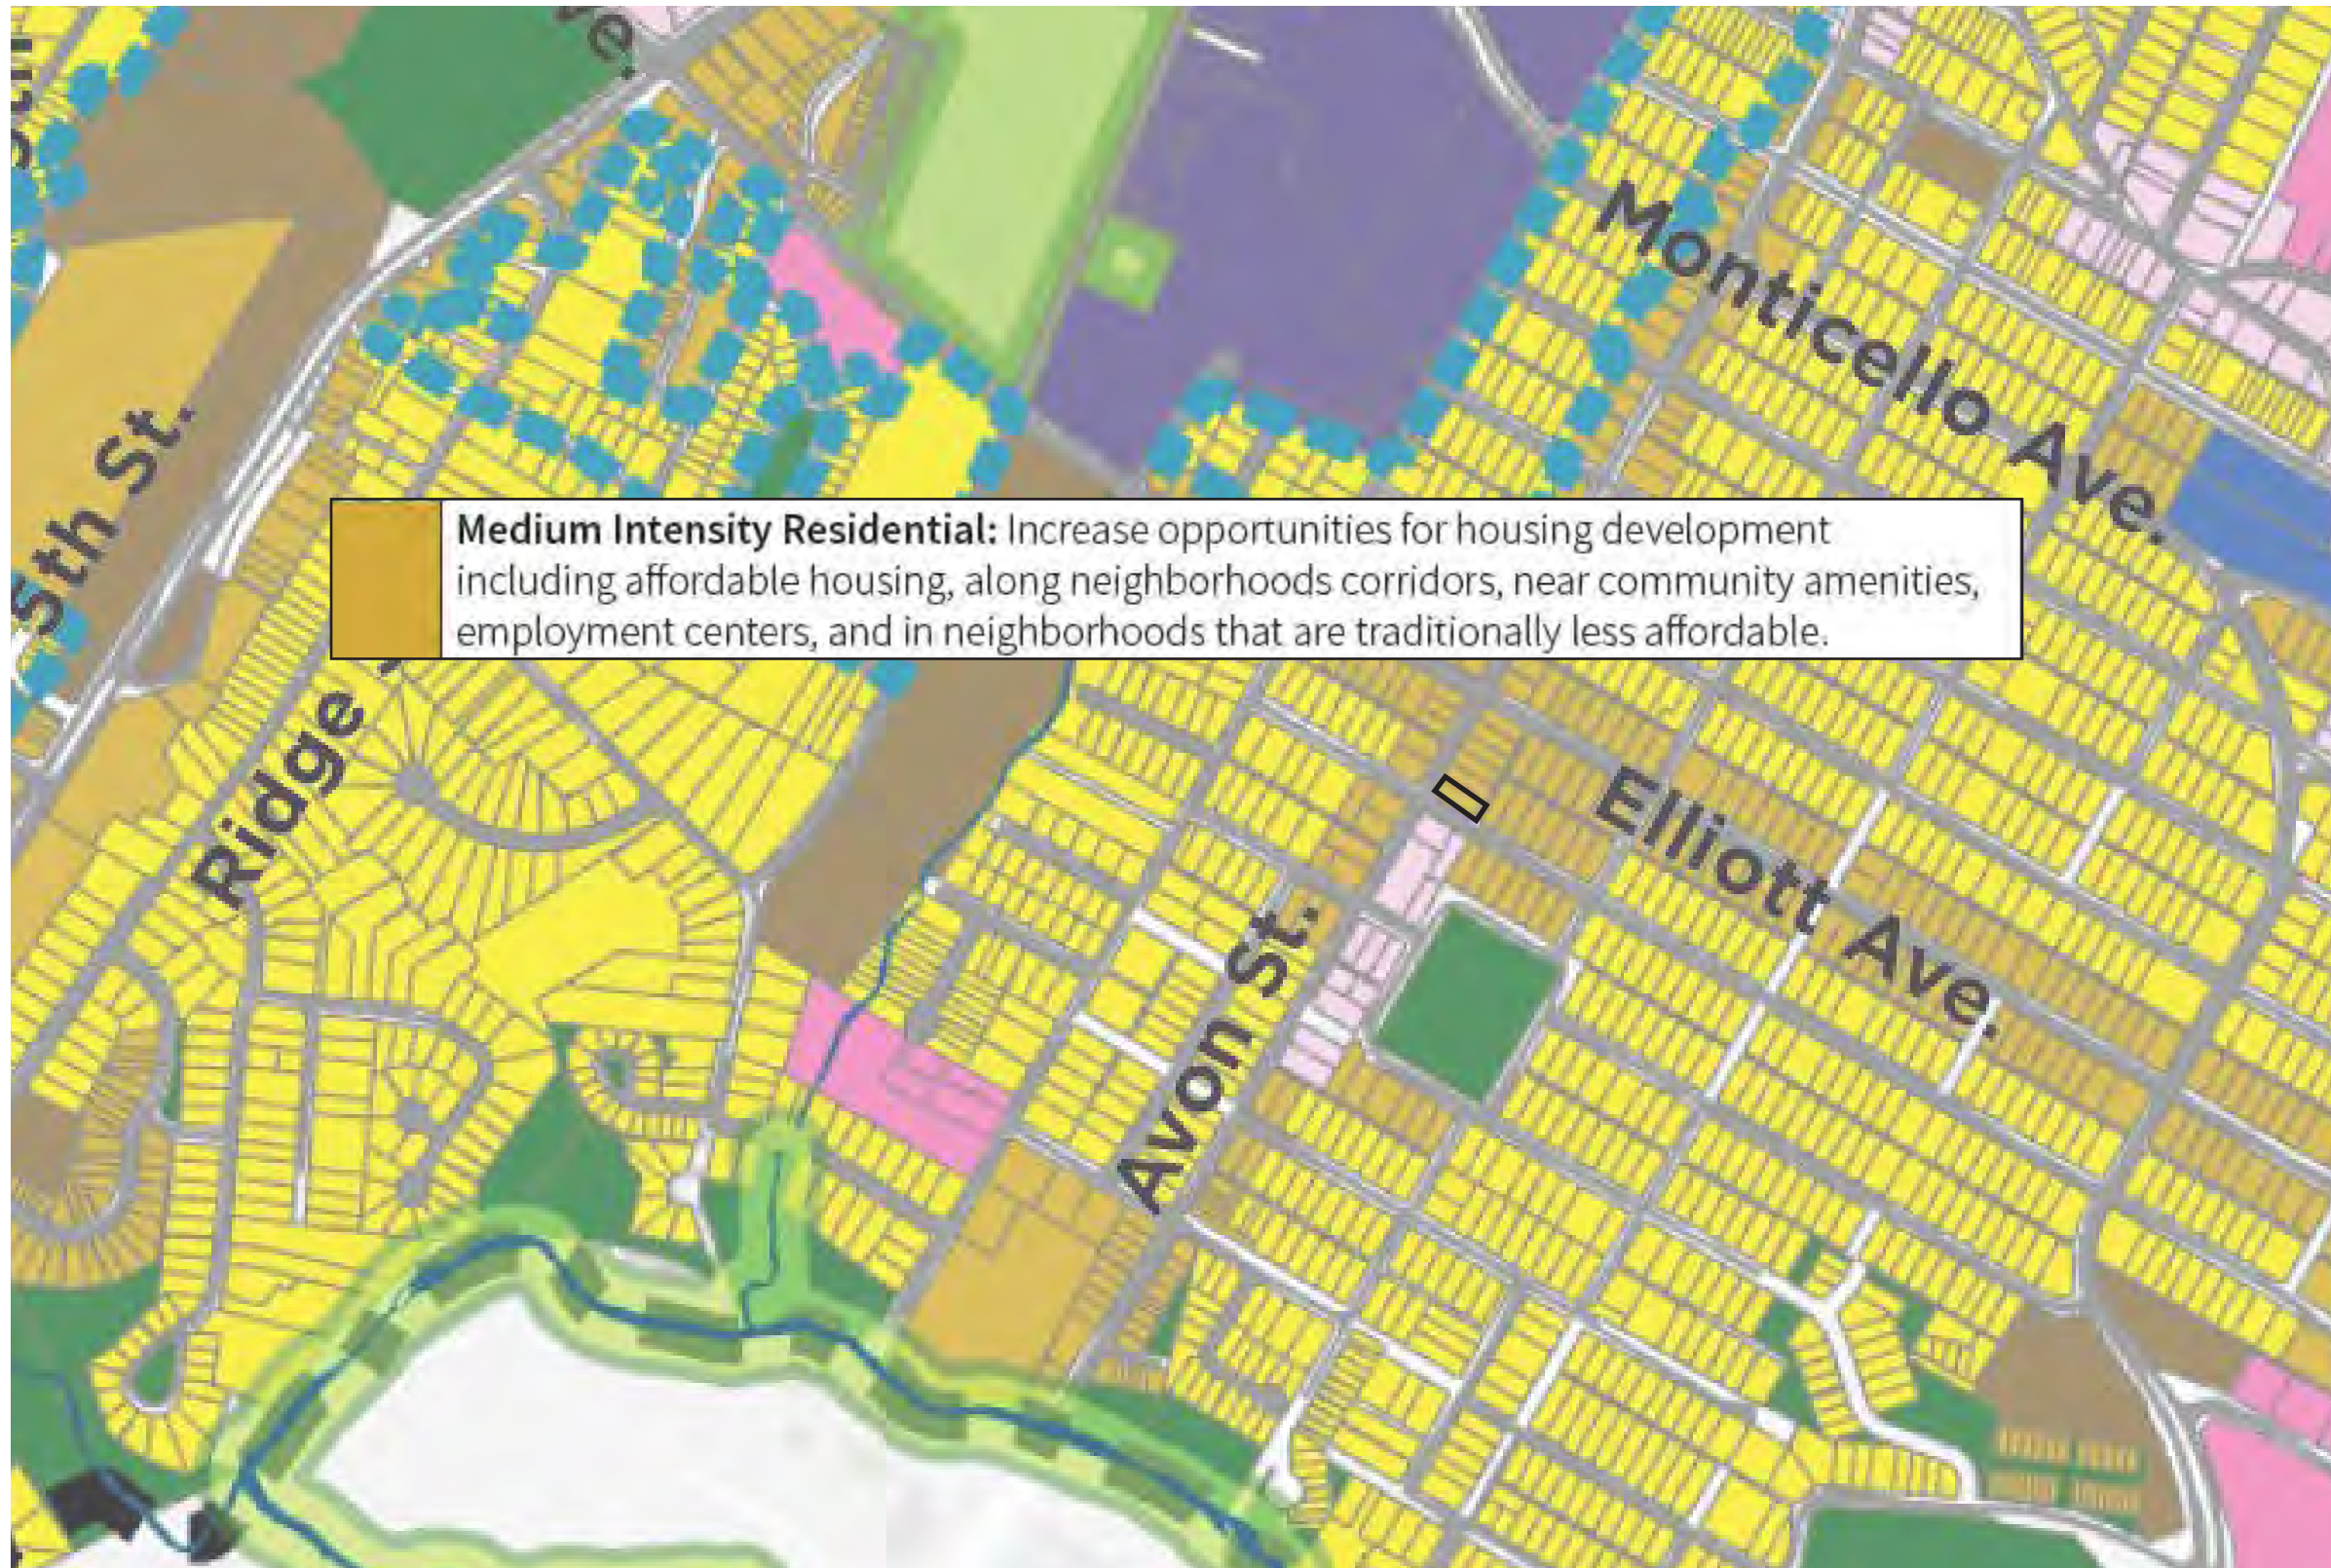 ve.
5th St.
Monticello Ave.
Medium Intensity Residential: Increase opportunities for housing development
including affordable housing, along neighborhoods corridors, near community amenities,
employment centers, and in neighborhoods that are traditionally less affordable.
Ridge
Elliott Ave.
Avon St.